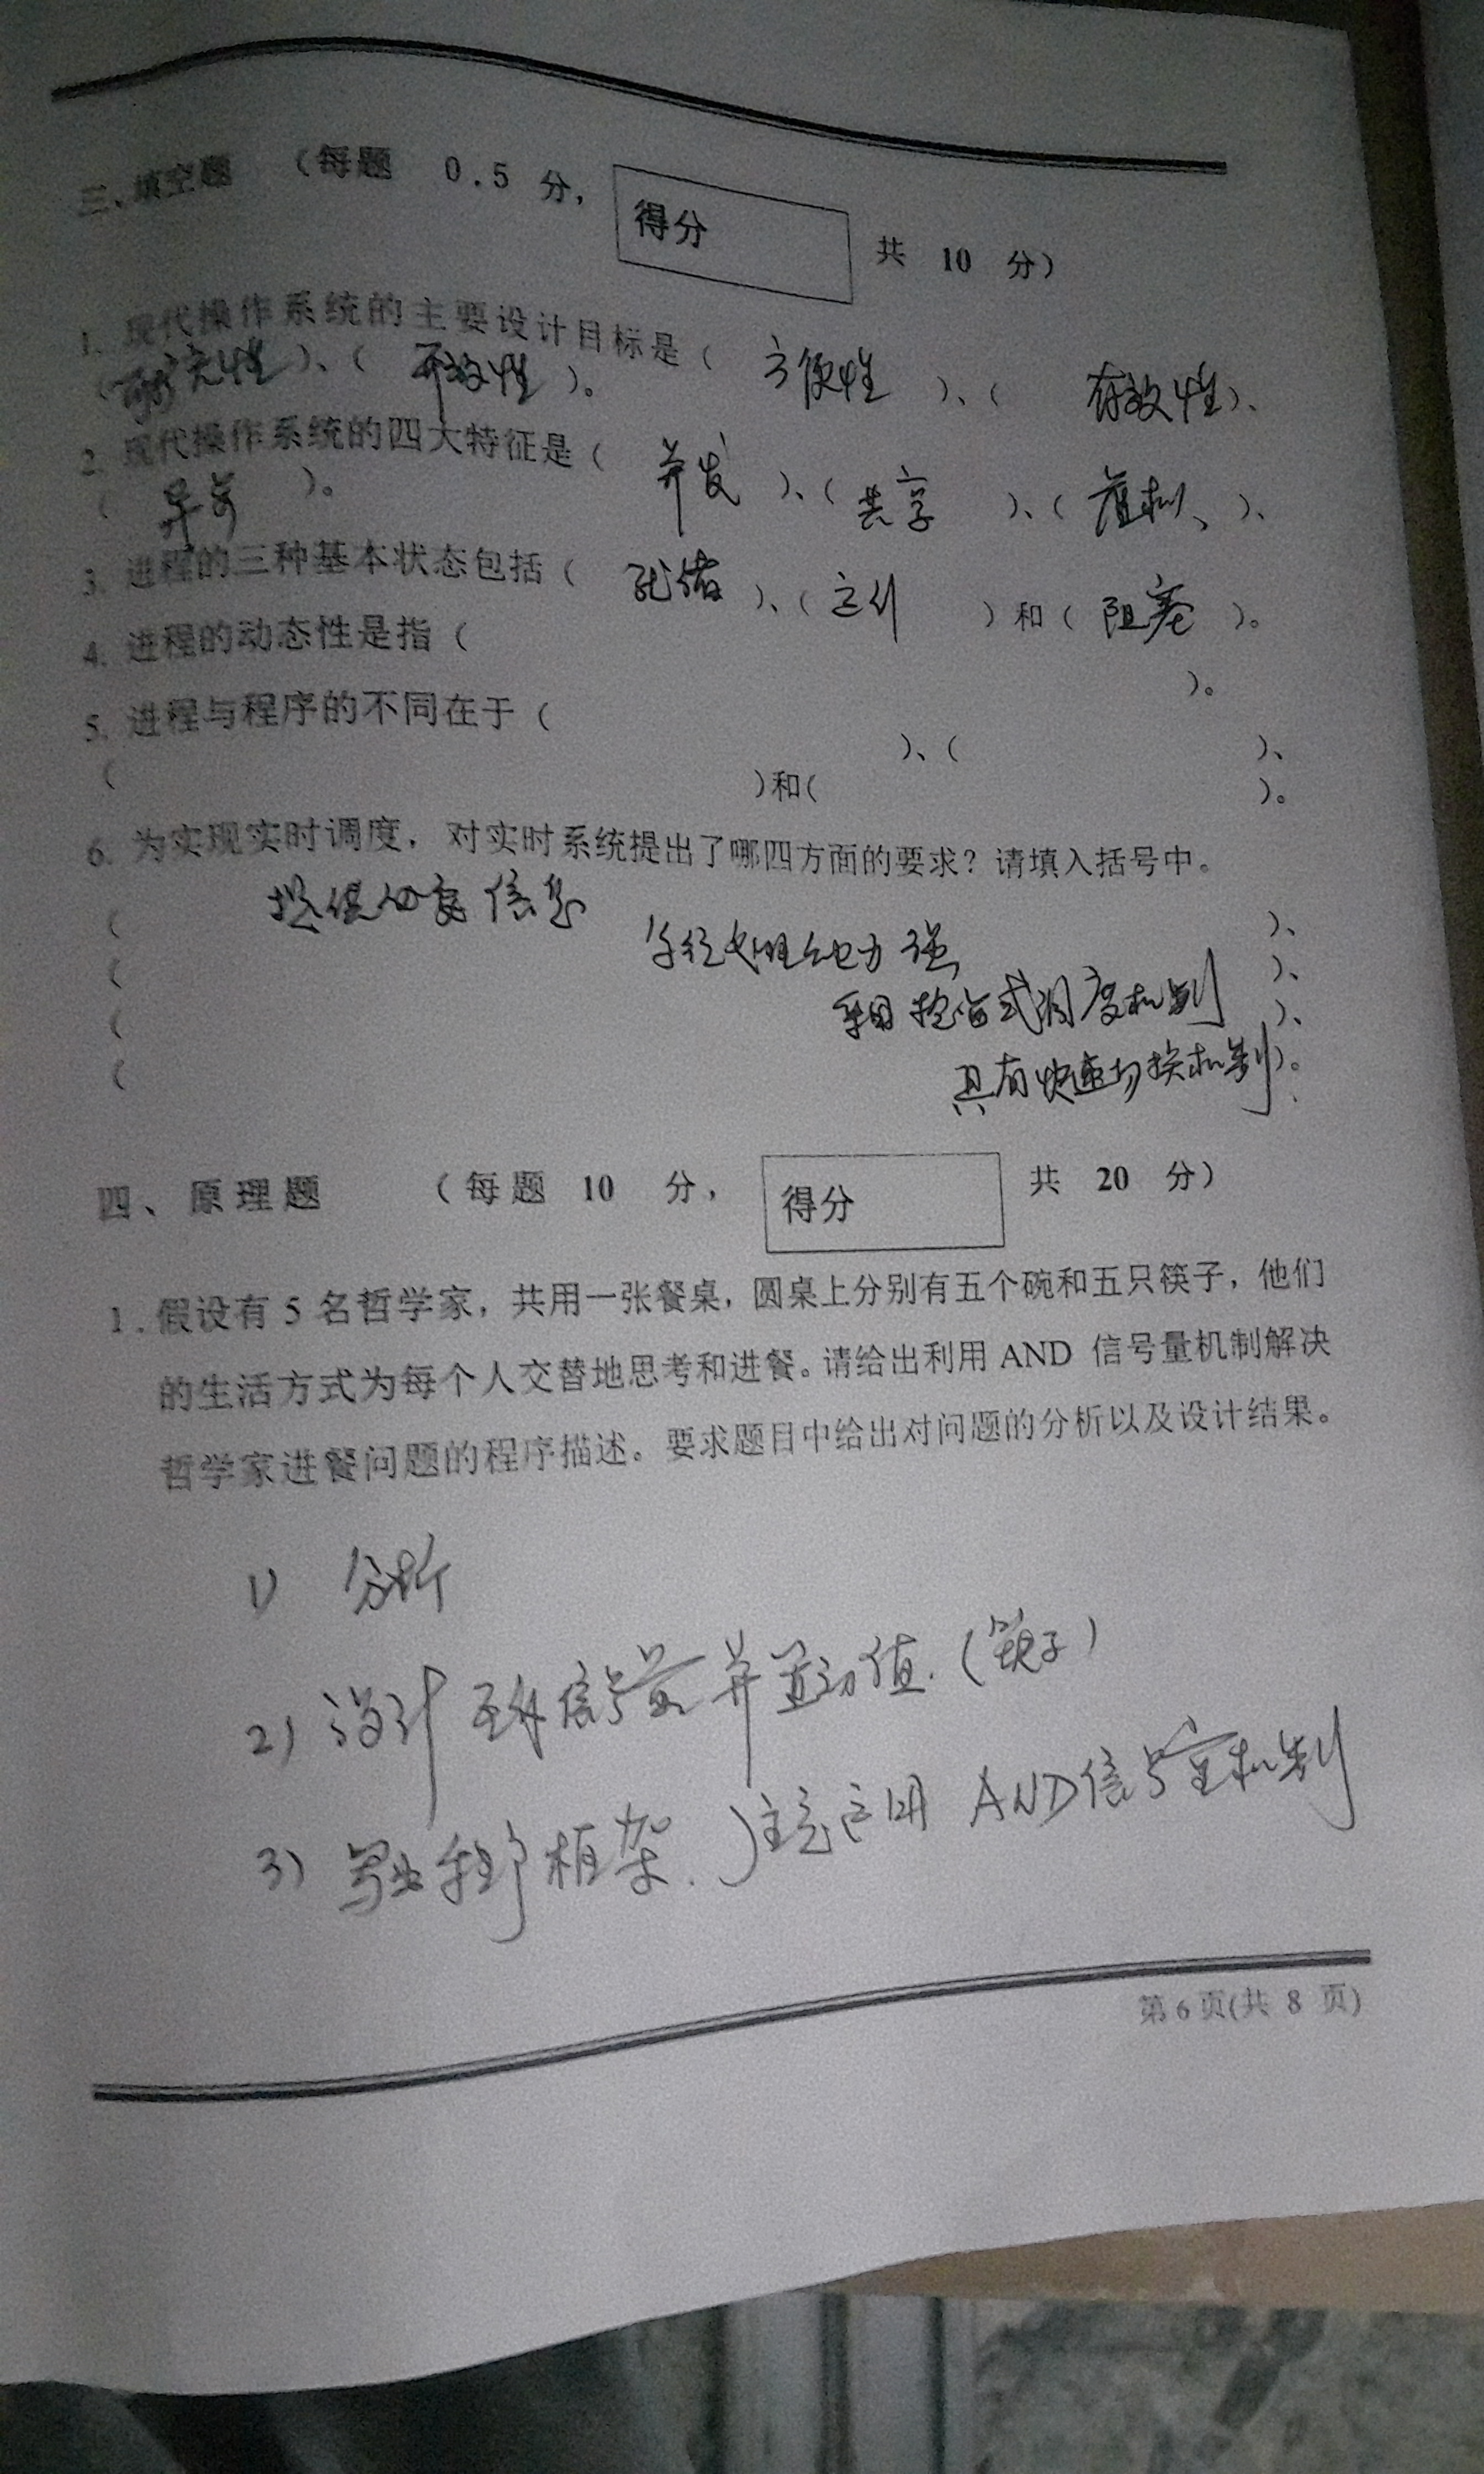 三、填空题 （每题 0.5 分， 得分 共 10 分）
1. 现代操作系统的主要设计目标是（ 方便性 ）、（ 有效性）、
（可扩充性）、（ 开放性 ）。
2. 现代操作系统的四大特征是（ 并发 ）、（共享 ）、（虚拟、）、
（ 异步 ）。
3. 进程的三种基本状态包括（ 就绪 ）、（ ）和（ 阻塞 ）。
4. 进程的动态性是指（ ）。
5. 进程与程序的不同在于（ ）、（ ）、
（ ）和（ ）。
6. 为实现实时调度，对实时系统提出了哪四方面的要求？请填入括号中。
（ 提供必要信息 ）、
（ 系统处理能力强 ）、
（ 采用抢占式调度机制 ）、
（ 具有快速切换机制）。
四、原理题 （每题 10 分， 得分 共 20 分）
1. 假设有 5 名哲学家，共用一张餐桌，圆桌上分别有五个碗和五只筷子，他们
的生活方式为每个人交替地思考和进餐。请给出利用 AND 信号量机制解决
哲学家进餐问题的程序描述。要求题目中给出对问题的分析以及设计结果。
1) 分析
2) 设计 信号量并置初值.（筷子）
3) 写出程序框架. 注意应用 AND信号量机制
第 6 页(共 8 页)